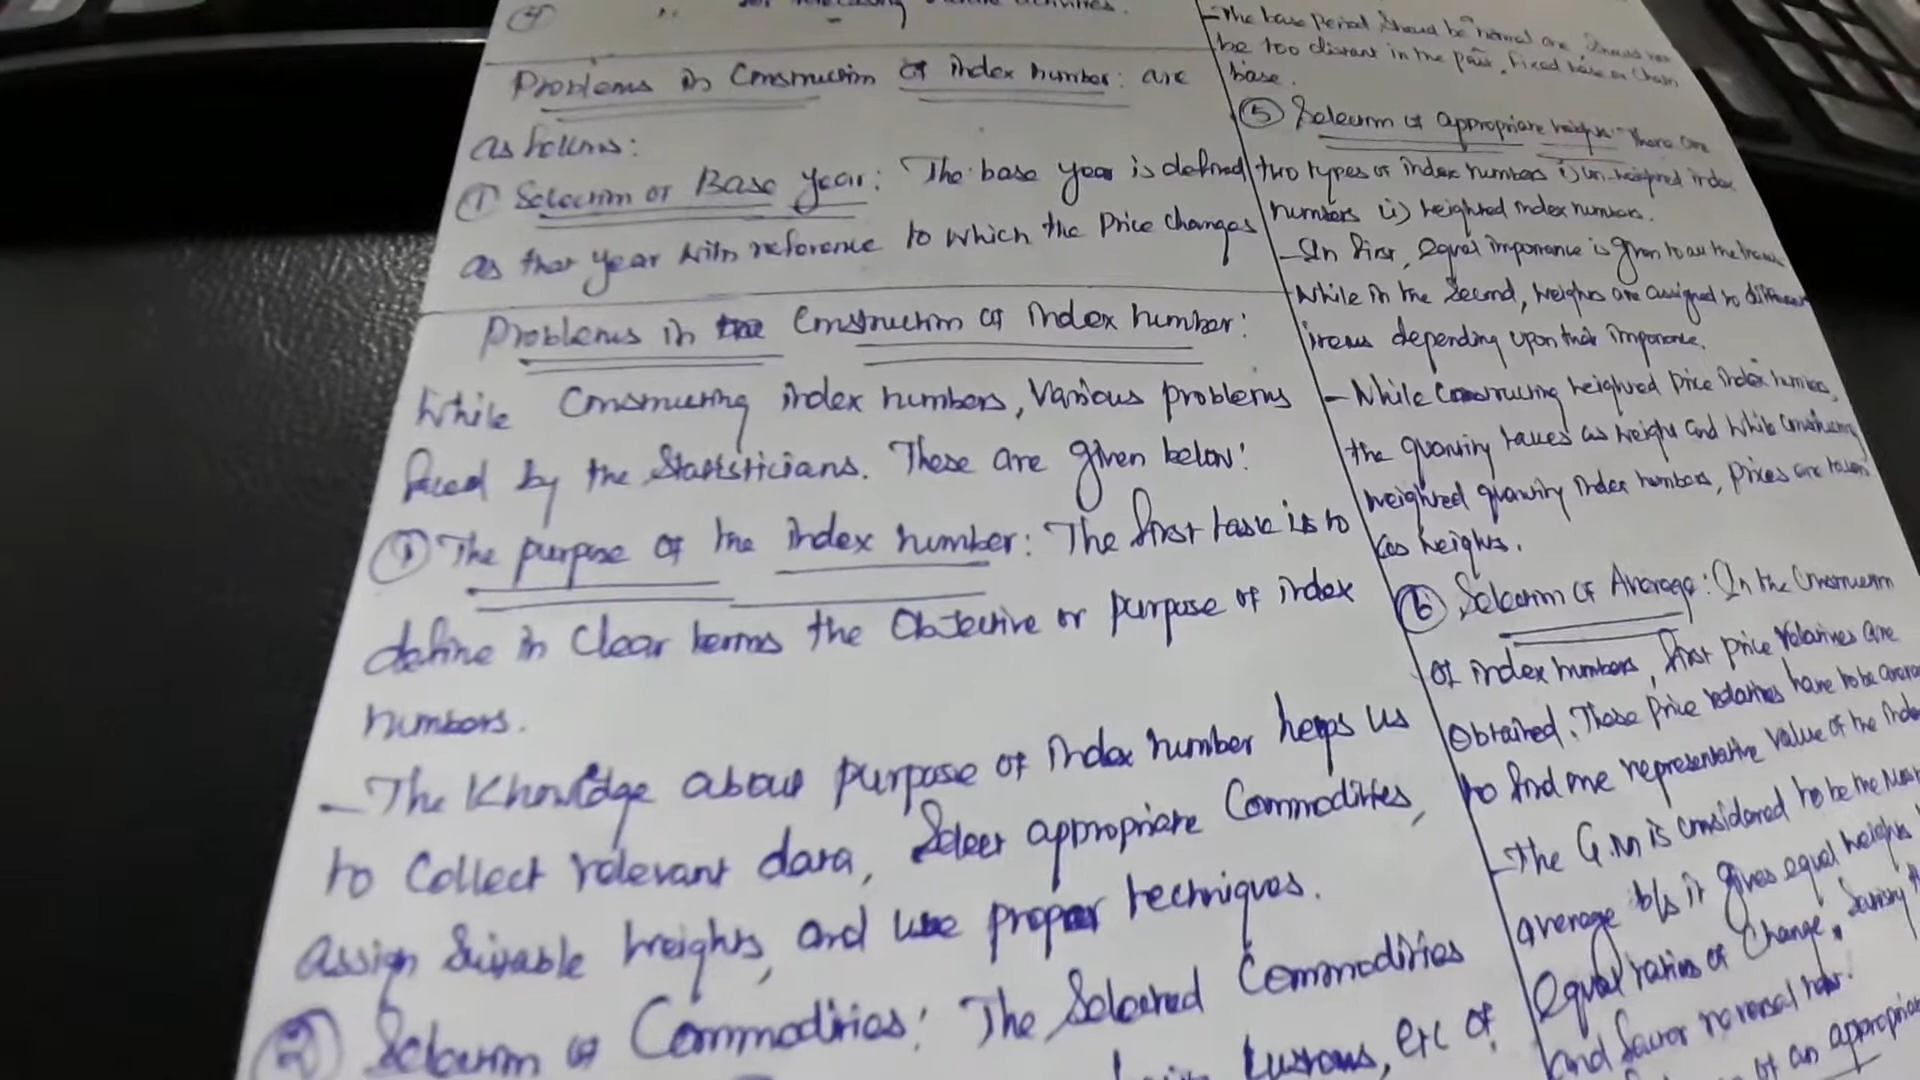 4
Problems in Construction of index number: are
as follows:
① Selection of Base year: The base year is defined
as that year with reference to which the Price changes
Problems in the Construction of index number:
While Constructing index numbers, Various problems
faced by the Statisticians. These are given below:
① The purpose of the index number: The first task is to
define in Clear terms the Objective or purpose of index
numbers.
- The Knowldge about purpose of index number helps us
to Collect relevant data, Select appropriate Commodities,
assign Suitable Weights, and use proper techniques.
② Selection of Commodities: The Selected Commodities
customs, etc of
- The base period should be normal and should not
be too distant in the past, fixed base or Chain
base.
⑤ Selection of appropriate weights: There are
two types of index numbers i) un-weighted index
numbers ii) weighted index numbers.
- In first, equal importance is given to all the items
While in the Second, weights are assigned to different
items depending upon their importance.
- While Constructing weighted price index numbers,
the quantity taken as weight and while constructing
weighted quantity index numbers, prices are taken
as weights.
⑥ Selection of Average: In the Construction
of index numbers, first price relatives are
obtained. These price relatives have to be
to find one representative value of the
- The G.M is considered to be the
average b/s it gives equal weights
equal ratios of Change, Satisfy
and factor reversal test.
of an appropriate